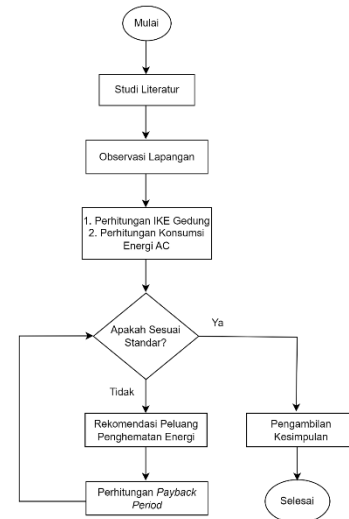 Mulai
Studi Literatur
Observasi Lapangan
1. Perhitungan IKE Gedung
2. Perhitungan Konsumsi
Energi AC
Apakah Sesuai
Standar?
Ya
Tidak
Rekomendasi Peluang
Penghematan Energi
Perhitungan Payback
Period
Pengambilan
Kesimpulan
Selesai